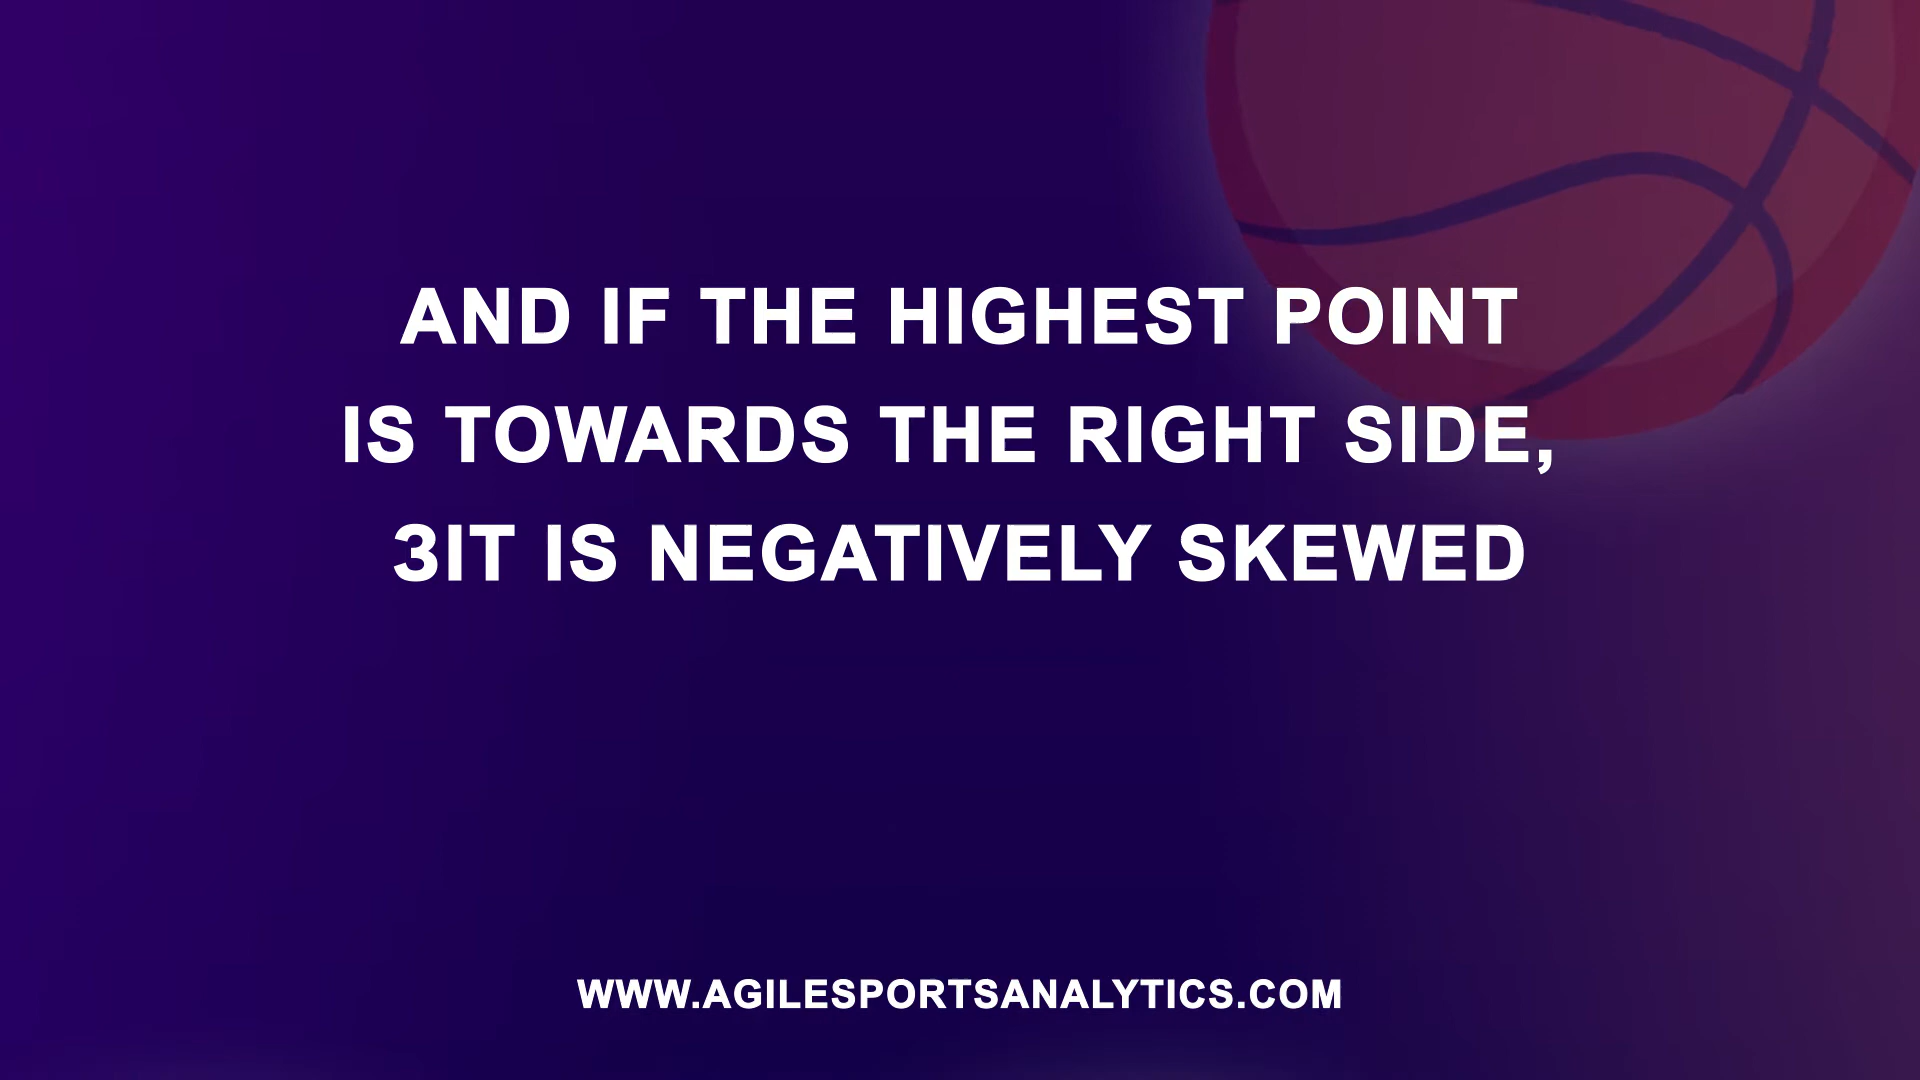 AND IF THE HIGHEST POINT
IS TOWARDS THE RIGHT SIDE,
3IT IS NEGATIVELY SKEWED
WWW.AGILESPORTSANALYTICS.COM